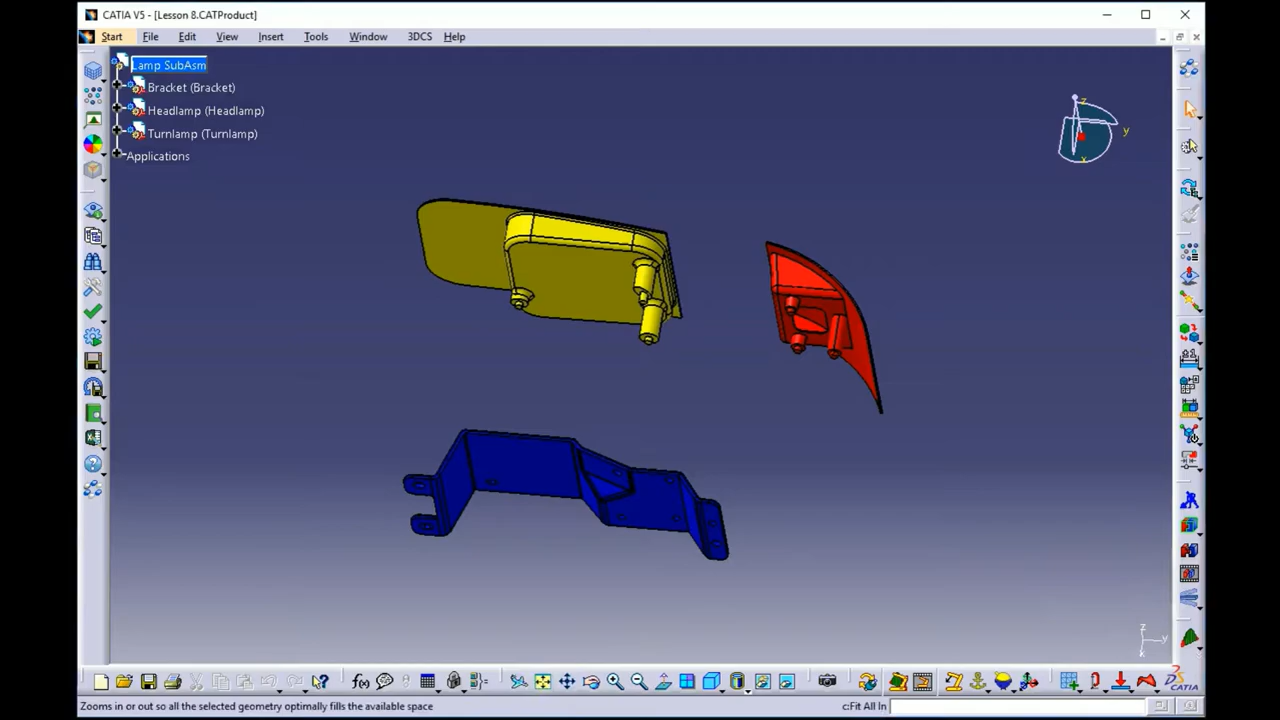 CATIA V5 - [Lesson 8.CATProduct]
Start File Edit View Insert Tools Window 3DCS Help
Lamp SubAsm
Bracket (Bracket)
Headlamp (Headlamp)
Turnlamp (Turnlamp)
Applications
z
y
x
z
y
x
f(x)
CATIA
Zooms in or out so all the selected geometry optimally fills the available space c:Fit All In